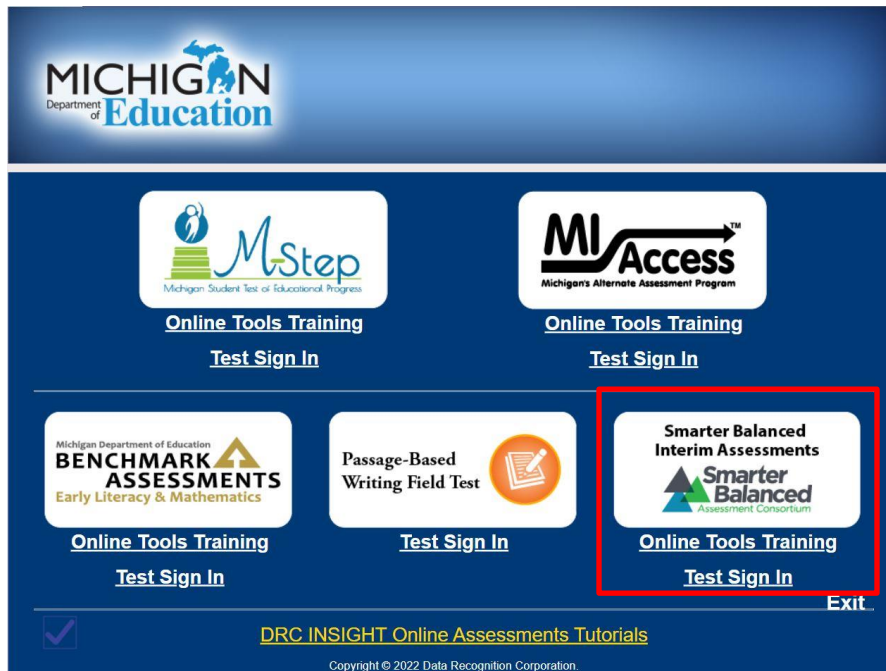 MICHIGAN
Department of Education
M-Step
Michigan Student Test of Educational Progress
Online Tools Training
Test Sign In
MI Access™
Michigan's Alternate Assessment Program
Online Tools Training
Test Sign In
Michigan Department of Education
BENCHMARK
ASSESSMENTS
Early Literacy & Mathematics
Online Tools Training
Test Sign In
Passage-Based
Writing Field Test
Test Sign In
Smarter Balanced
Interim Assessments
Smarter
Balanced
Assessment Consortium
Online Tools Training
Test Sign In
Exit
DRC INSIGHT Online Assessments Tutorials
Copyright © 2022 Data Recognition Corporation.